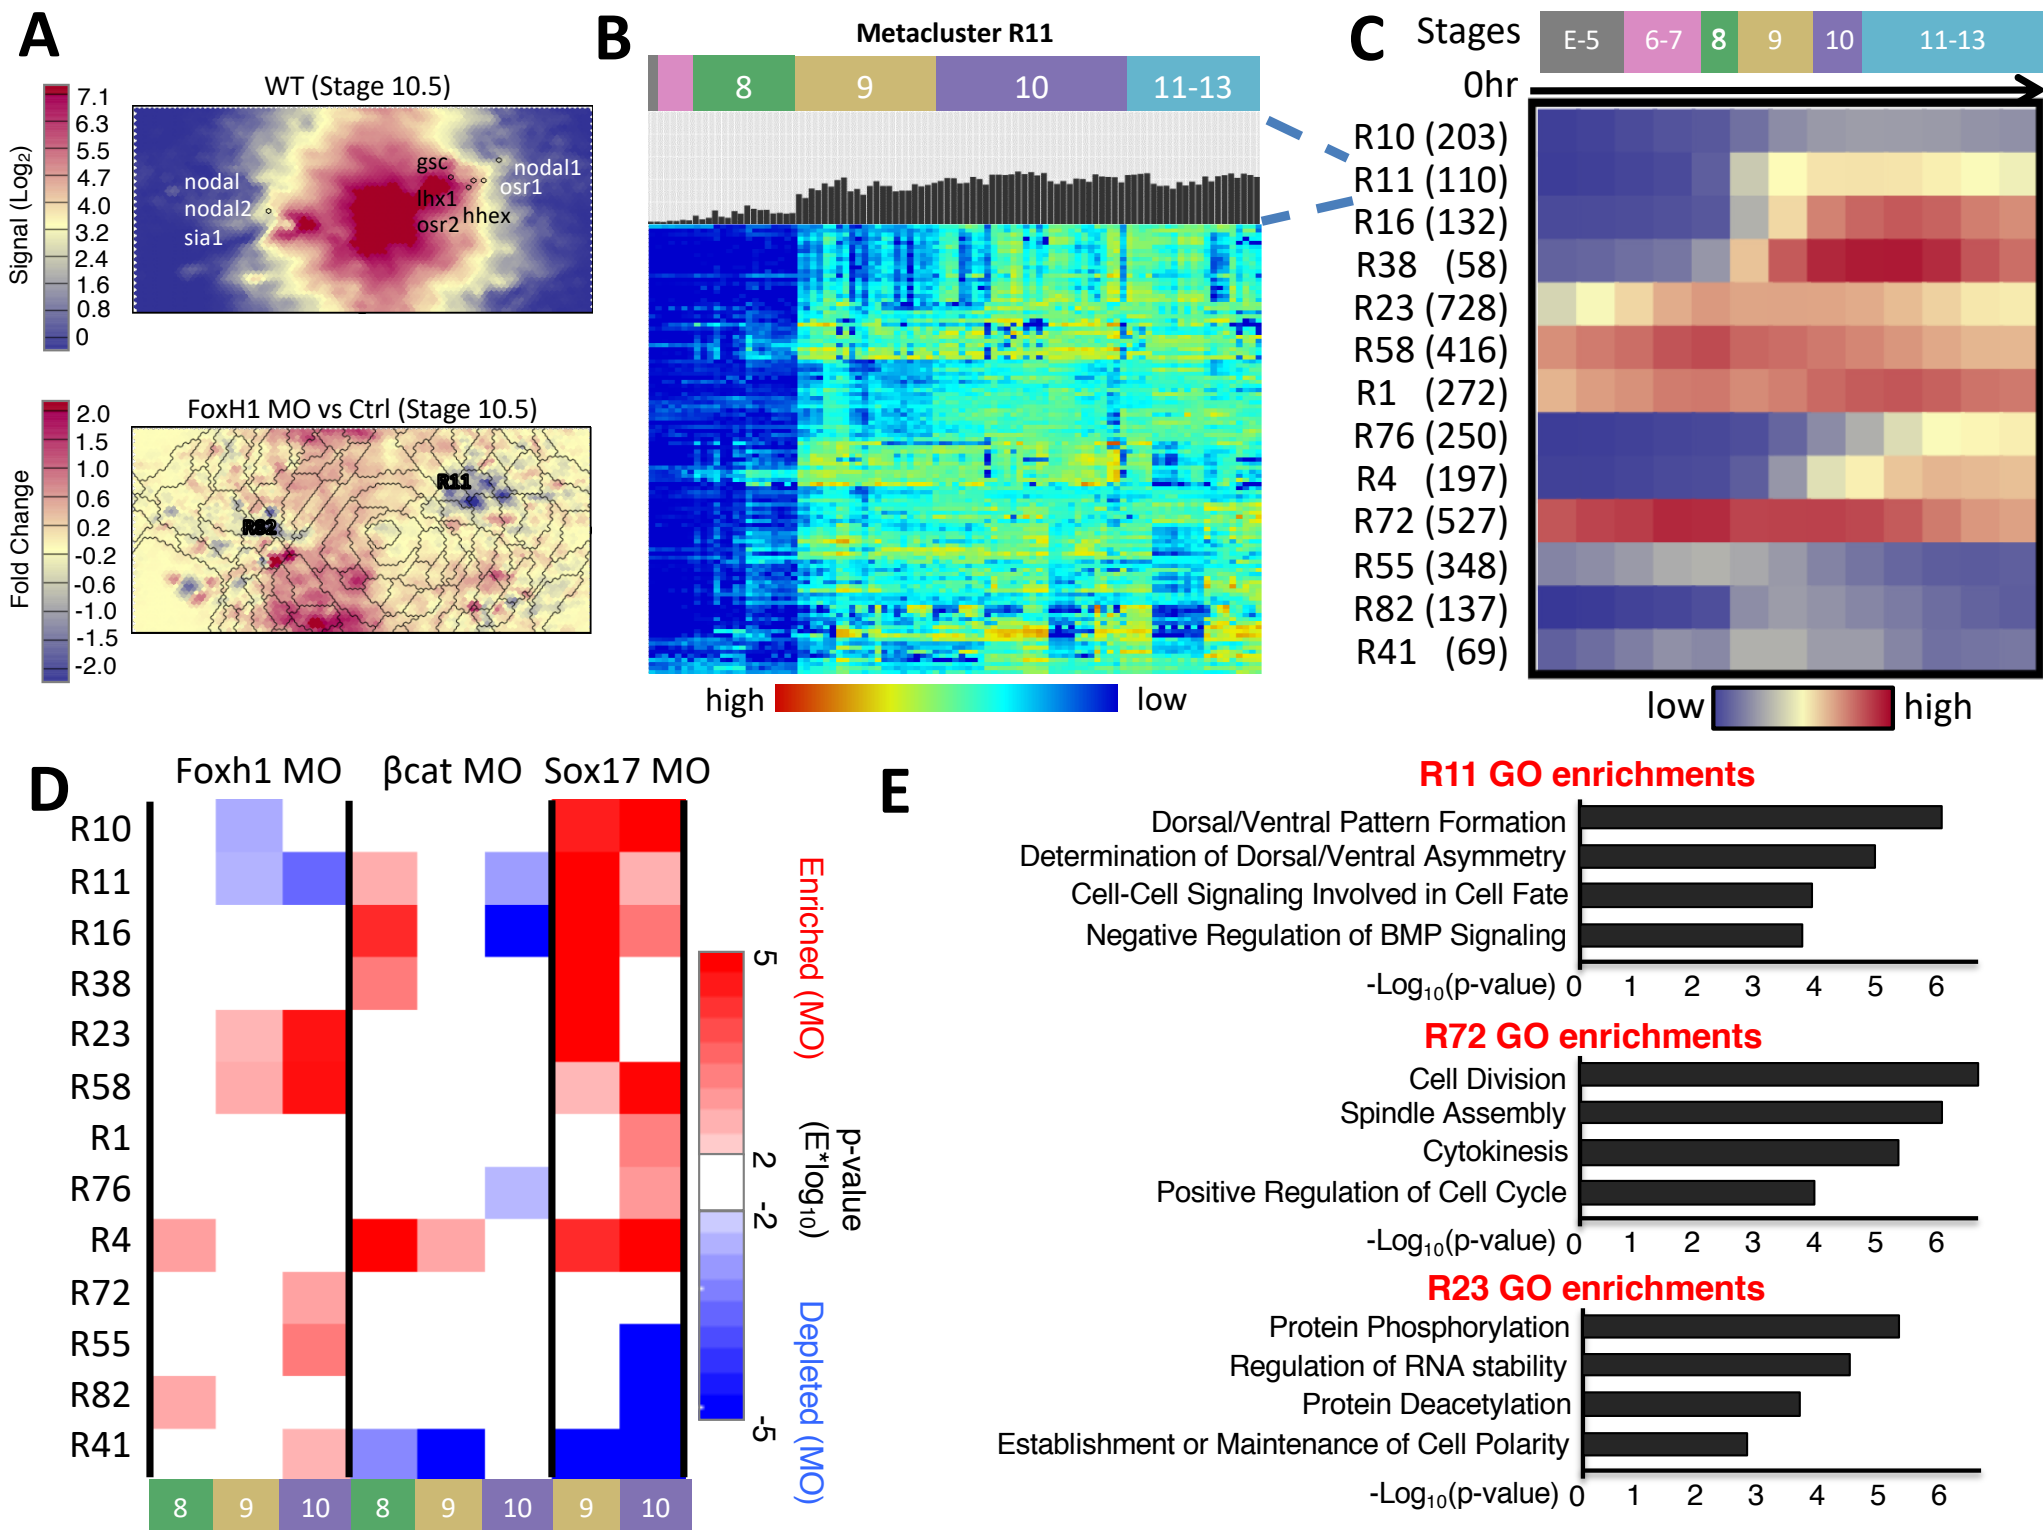 A
WT (Stage 10.5)
Signal (Log₂)
7.1
6.3
5.5
4.7
4.0
3.2
2.4
1.6
0.8
0
nodal
nodal2
sia1
gsc
lhx1
osr2
hhex
nodal1
osr1
FoxH1 MO vs Ctrl (Stage 10.5)
Fold Change
2.0
1.5
1.0
0.6
0.2
-0.2
-0.6
-1.0
-1.5
-2.0
R11
R82
B
Metacluster R11
8 9 10 11-13
high low
C
Stages E-5 6-7 8 9 10 11-13
0hr
R10 (203)
R11 (110)
R16 (132)
R38 (58)
R23 (728)
R58 (416)
R1 (272)
R76 (250)
R4 (197)
R72 (527)
R55 (348)
R82 (137)
R41 (69)
low high
D
Foxh1 MO βcat MO Sox17 MO
R10
R11
R16
R38
R23
R58
R1
R76
R4
R72
R55
R82
R41
8 9 10 8 9 10 9 10
5
2
-2
-5
Enriched (MO)
p-value
(E*log₁₀)
Depleted (MO)
E
R11 GO enrichments
Dorsal/Ventral Pattern Formation
Determination of Dorsal/Ventral Asymmetry
Cell-Cell Signaling Involved in Cell Fate
Negative Regulation of BMP Signaling
-Log₁₀(p-value) 0 1 2 3 4 5 6
R72 GO enrichments
Cell Division
Spindle Assembly
Cytokinesis
Positive Regulation of Cell Cycle
-Log₁₀(p-value) 0 1 2 3 4 5 6
R23 GO enrichments
Protein Phosphorylation
Regulation of RNA stability
Protein Deacetylation
Establishment or Maintenance of Cell Polarity
-Log₁₀(p-value) 0 1 2 3 4 5 6